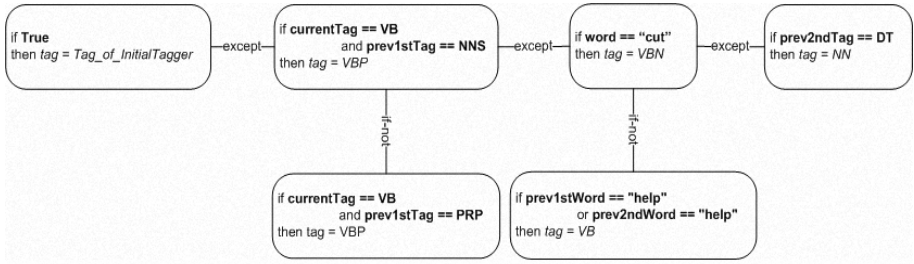 if True
then tag = Tag_of_InitialTagger
except
if currentTag == VB
and prev1stTag == NNS
then tag = VBP
except
if word == “cut”
then tag = VBN
except
if prev2ndTag == DT
then tag = NN
if-not
if-not
if currentTag == VB
and prev1stTag == PRP
then tag = VBP
if prev1stWord == "help"
or prev2ndWord == "help"
then tag = VB